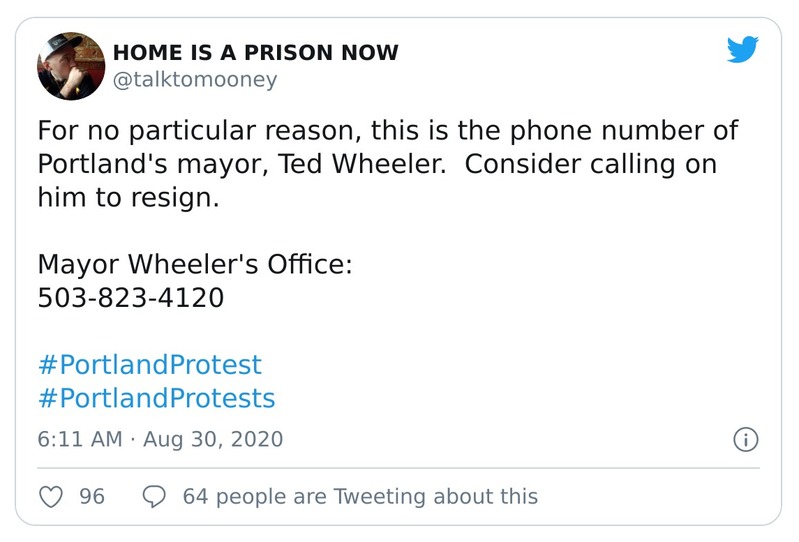 HOME IS A PRISON NOW
@talktomooney
For no particular reason, this is the phone number of
Portland's mayor, Ted Wheeler.  Consider calling on
him to resign.
Mayor Wheeler's Office:
503-823-4120
#PortlandProtest
#PortlandProtests
6:11 AM · Aug 30, 2020
96 64 people are Tweeting about this